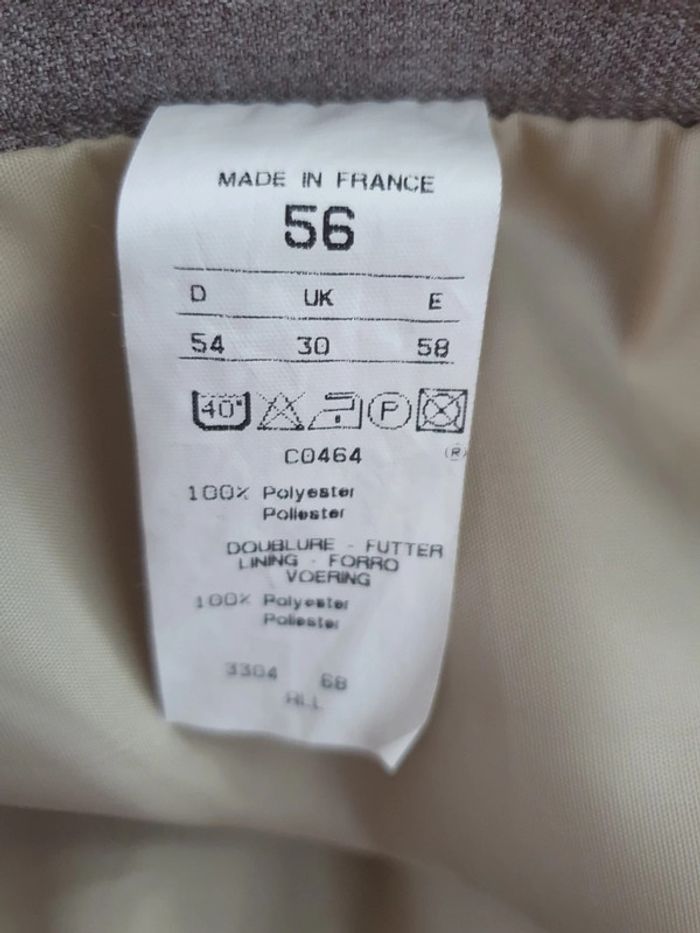 MADE IN FRANCE
56
D UK E
54 30 58
40° P
C0464 ®
100% Polyester
Poliester
DOUBLURE - FUTTER
LINING - FORRO
VOERING
100% Polyester
Poliester
3304 68
ALL